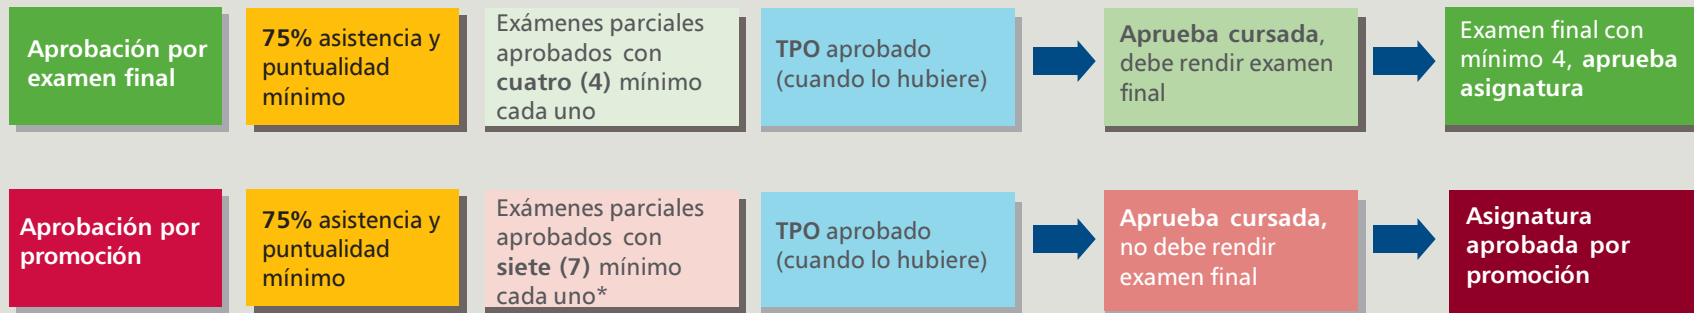 Aprobación por
examen final
75% asistencia y
puntualidad
mínimo
Exámenes parciales
aprobados con
cuatro (4) mínimo
cada uno
TPO aprobado
(cuando lo hubiere)
Aprueba cursada,
debe rendir examen
final
Examen final con
mínimo 4, aprueba
asignatura
Aprobación por
promoción
75% asistencia y
puntualidad
mínimo
Exámenes parciales
aprobados con
siete (7) mínimo
cada uno*
TPO aprobado
(cuando lo hubiere)
Aprueba cursada,
no debe rendir
examen final
Asignatura
aprobada por
promoción